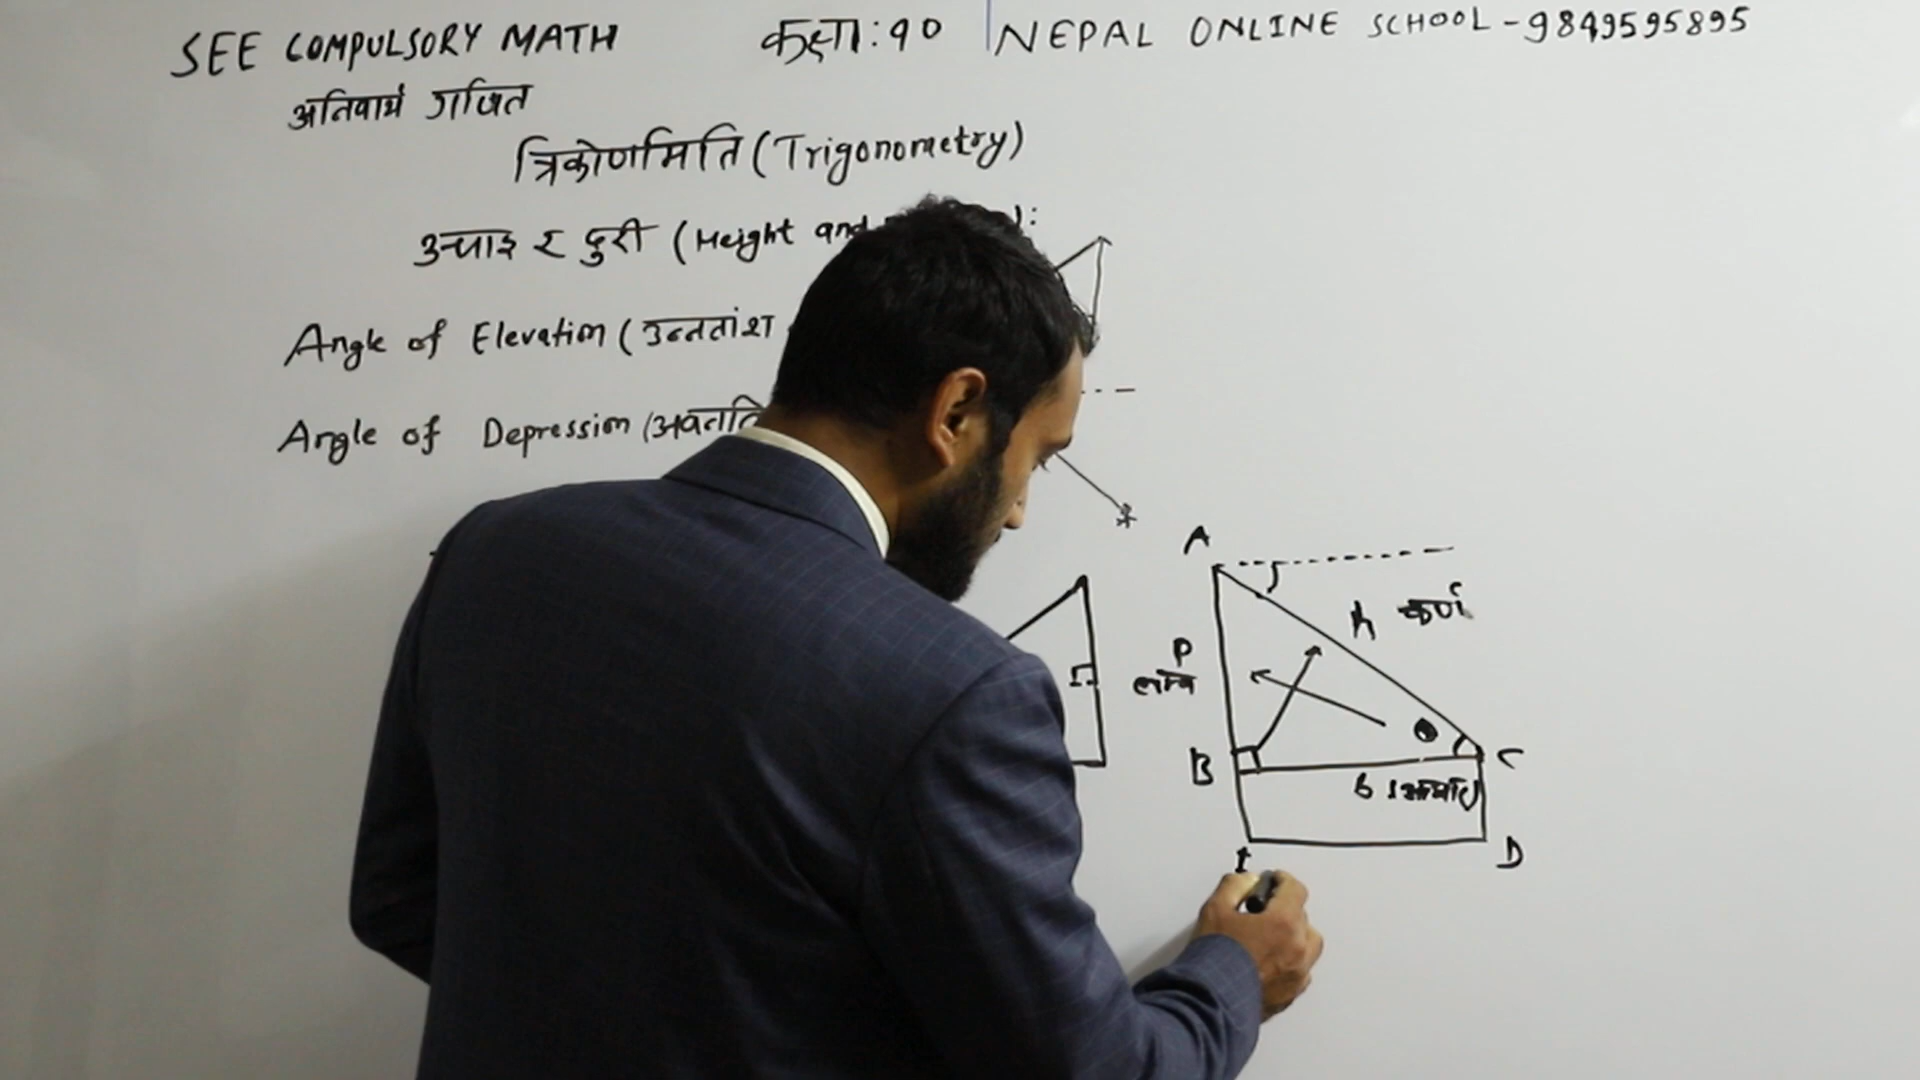 SEE COMPULSORY MATH कक्षा:१० NEPAL ONLINE SCHOOL - 9849595895
अनिवार्य गणित
त्रिकोणमिति (Trigonometry)
उचाइ र दुरी (Height and ):
Angle of Elevation (उन्नतांश
Angle of Depression (अवनति
A
h कर्ण
P
लम्ब
B
C
b आधार
D